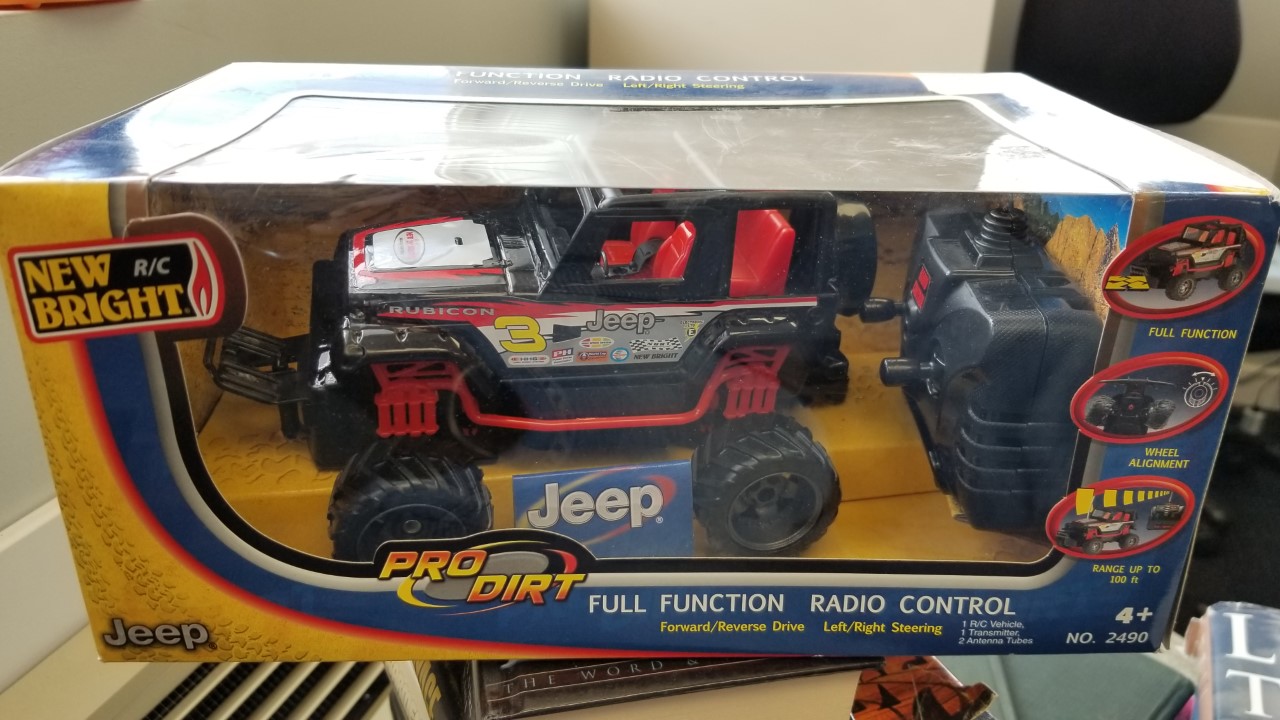 FUNCTION RADIO CONTROL
Forward/Reverse Drive Left/Right Steering
NEW BRIGHT R/C
RUBICON
3
Jeep
PH
NEW BRIGHT
FULL FUNCTION
WHEEL
ALIGNMENT
Jeep
PRO
DIRT
RANGE UP TO
100 ft
FULL FUNCTION RADIO CONTROL
Forward/Reverse Drive Left/Right Steering
1 R/C Vehicle,
1 Transmitter,
2 Antenna Tubes
4+
NO. 2490
Jeep
THE WORD &
L
T